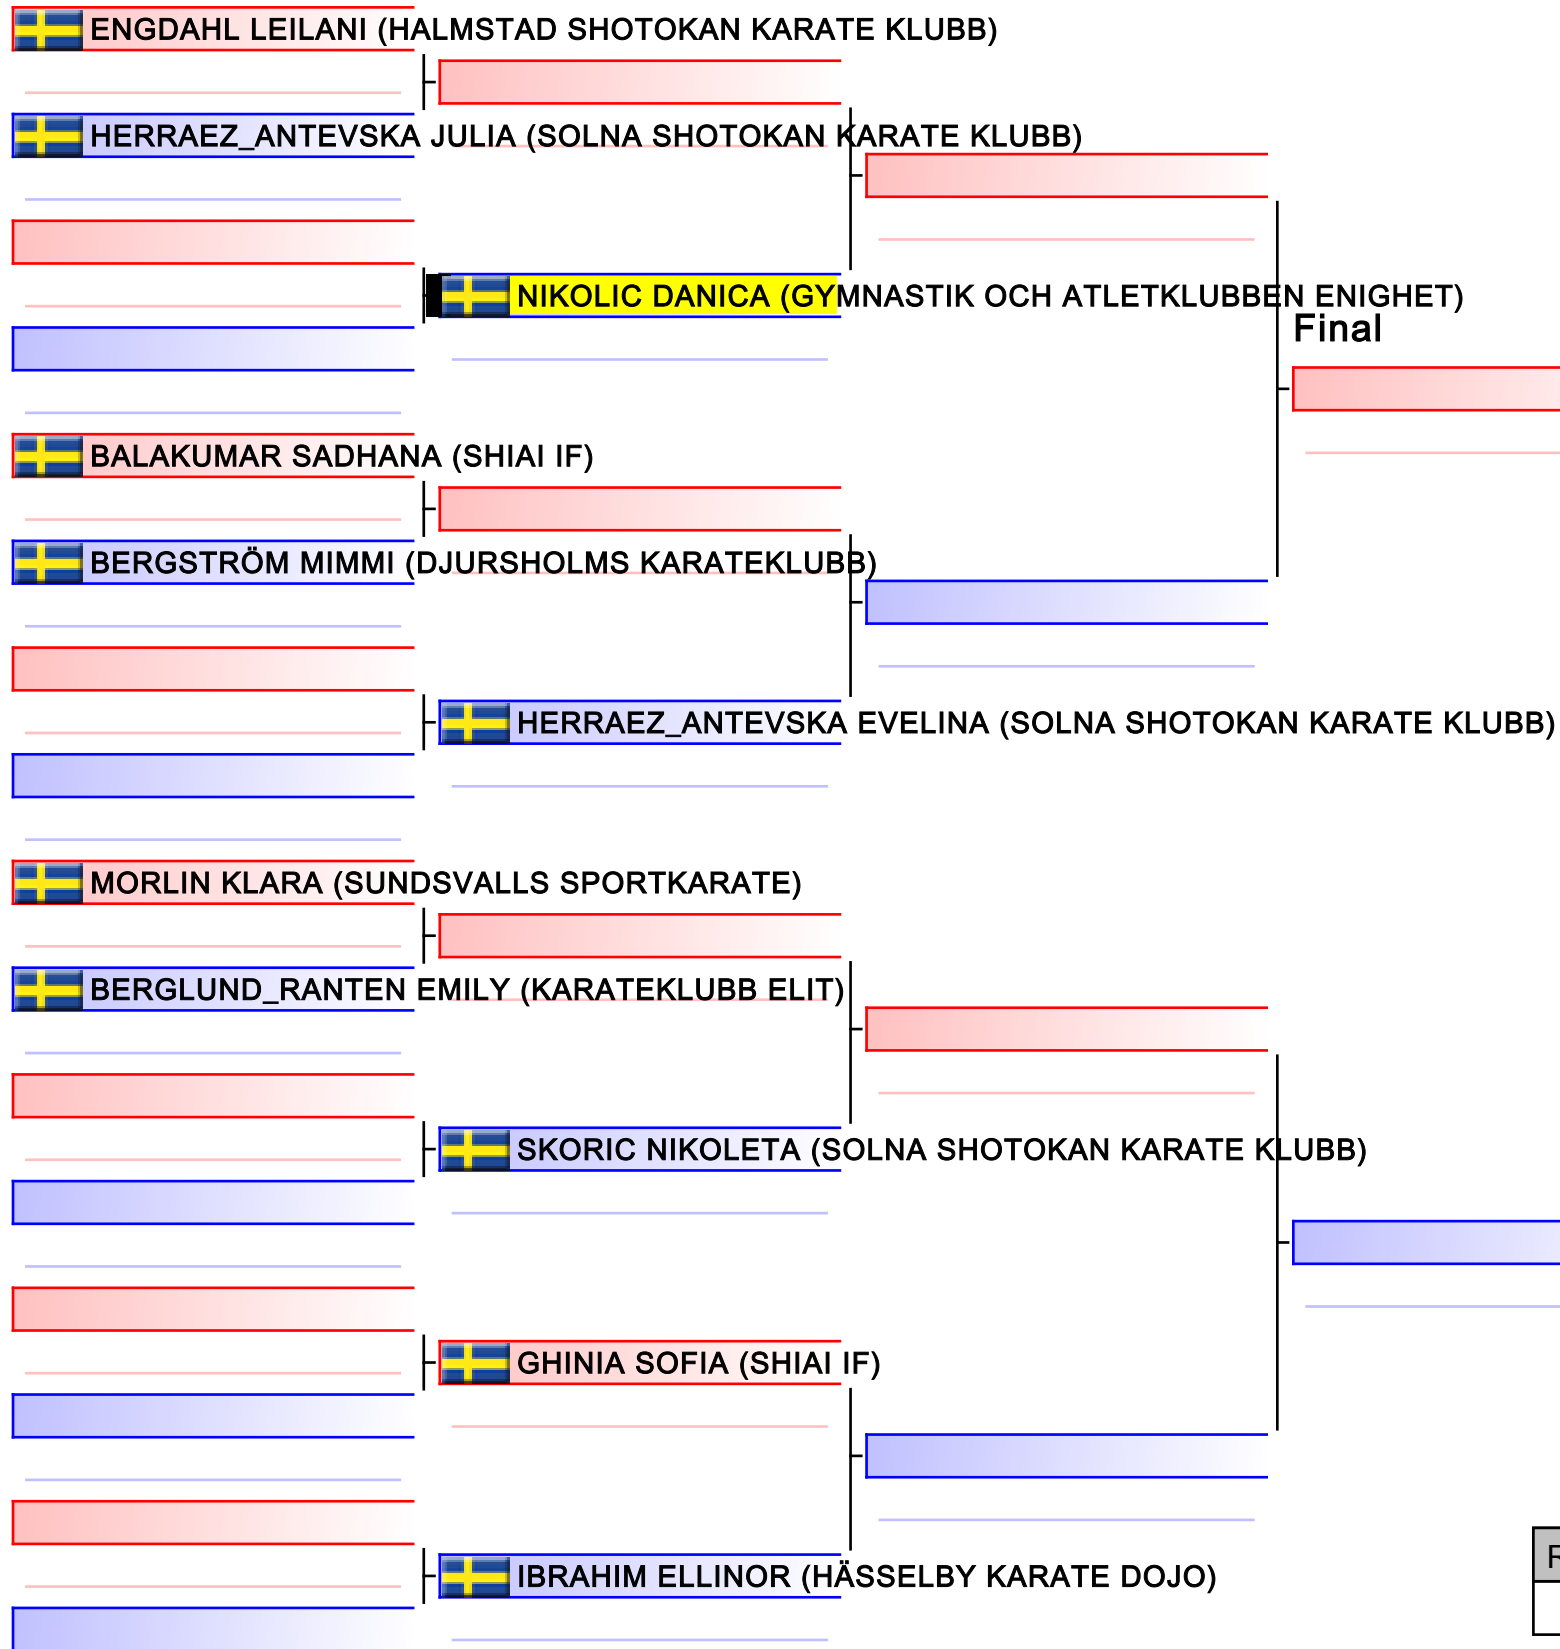 ENGDAHL LEILANI (HALMSTAD SHOTOKAN KARATE KLUBB)
HERRAEZ_ANTEVSKA JULIA (SOLNA SHOTOKAN KARATE KLUBB)
NIKOLIC DANICA (GYMNASTIK OCH ATLETKLUBBEN ENIGHET)
Final
BALAKUMAR SADHANA (SHIAI IF)
BERGSTRÖM MIMMI (DJURSHOLMS KARATEKLUBB)
HERRAEZ_ANTEVSKA EVELINA (SOLNA SHOTOKAN KARATE KLUBB)
MORLIN KLARA (SUNDSVALLS SPORTKARATE)
BERGLUND_RANTEN EMILY (KARATEKLUBB ELIT)
SKORIC NIKOLETA (SOLNA SHOTOKAN KARATE KLUBB)
GHINIA SOFIA (SHIAI IF)
IBRAHIM ELLINOR (HÄSSELBY KARATE DOJO)